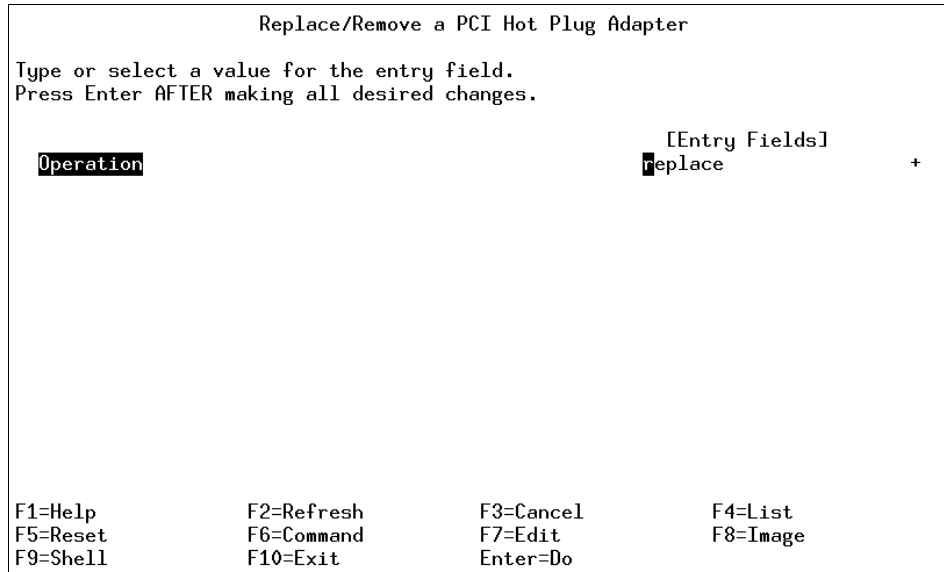 Replace/Remove a PCI Hot Plug Adapter
Type or select a value for the entry field.
Press Enter AFTER making all desired changes.
[Entry Fields]
Operation replace +
F1=Help F2=Refresh F3=Cancel F4=List
F5=Reset F6=Command F7=Edit F8=Image
F9=Shell F10=Exit Enter=Do